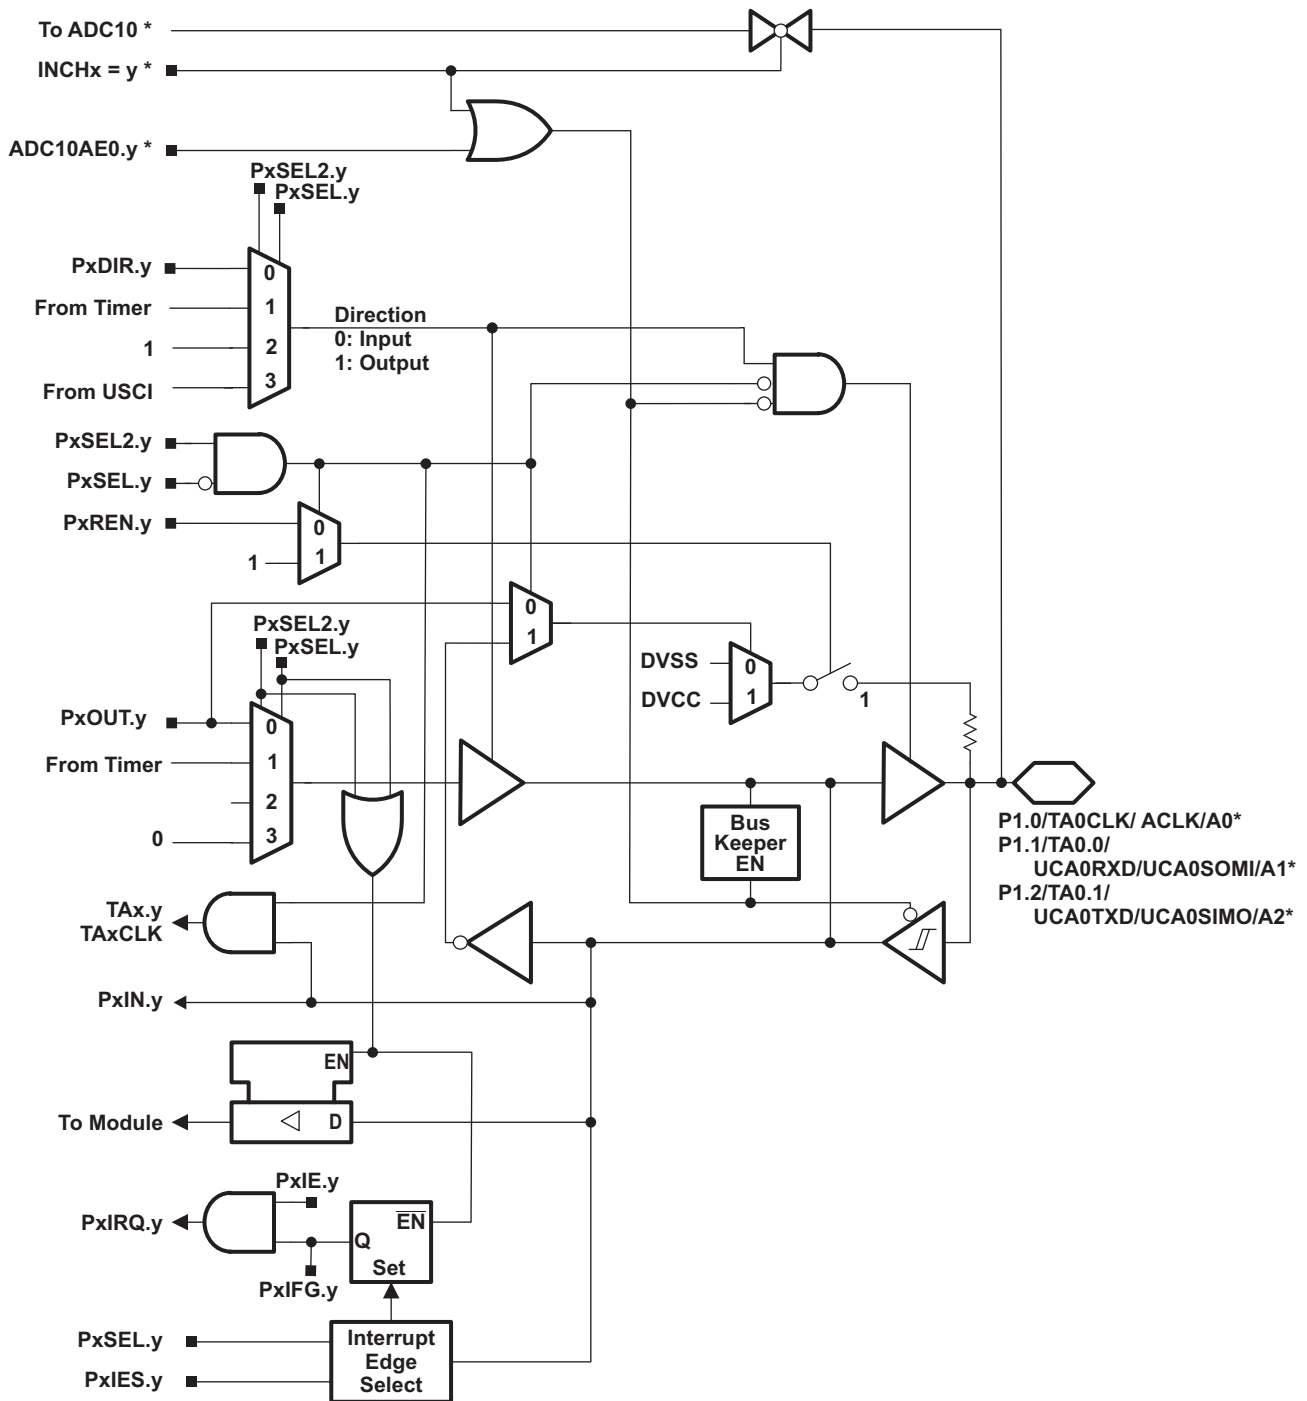 To ADC10 *
INCHx = y *
ADC10AE0.y *
PxSEL2.y
PxSEL.y
PxDIR.y
0
From Timer
1
Direction
0: Input
1: Output
1
2
From USCI
3
PxSEL2.y
PxSEL.y
PxREN.y
0
1
1
0
1
PxSEL2.y
PxSEL.y
DVSS
0
DVCC
1
1
PxOUT.y
0
From Timer
1
2
0
3
Bus
Keeper
EN
P1.0/TA0CLK/ ACLK/A0*
P1.1/TA0.0/
UCA0RXD/UCA0SOMI/A1*
P1.2/TA0.1/
UCA0TXD/UCA0SIMO/A2*
TAx.y
TAxCLK
PxIN.y
EN
To Module
D
PxIE.y
PxIRQ.y
EN
Q
Set
PxIFG.y
PxSEL.y
PxIES.y
Interrupt
Edge
Select